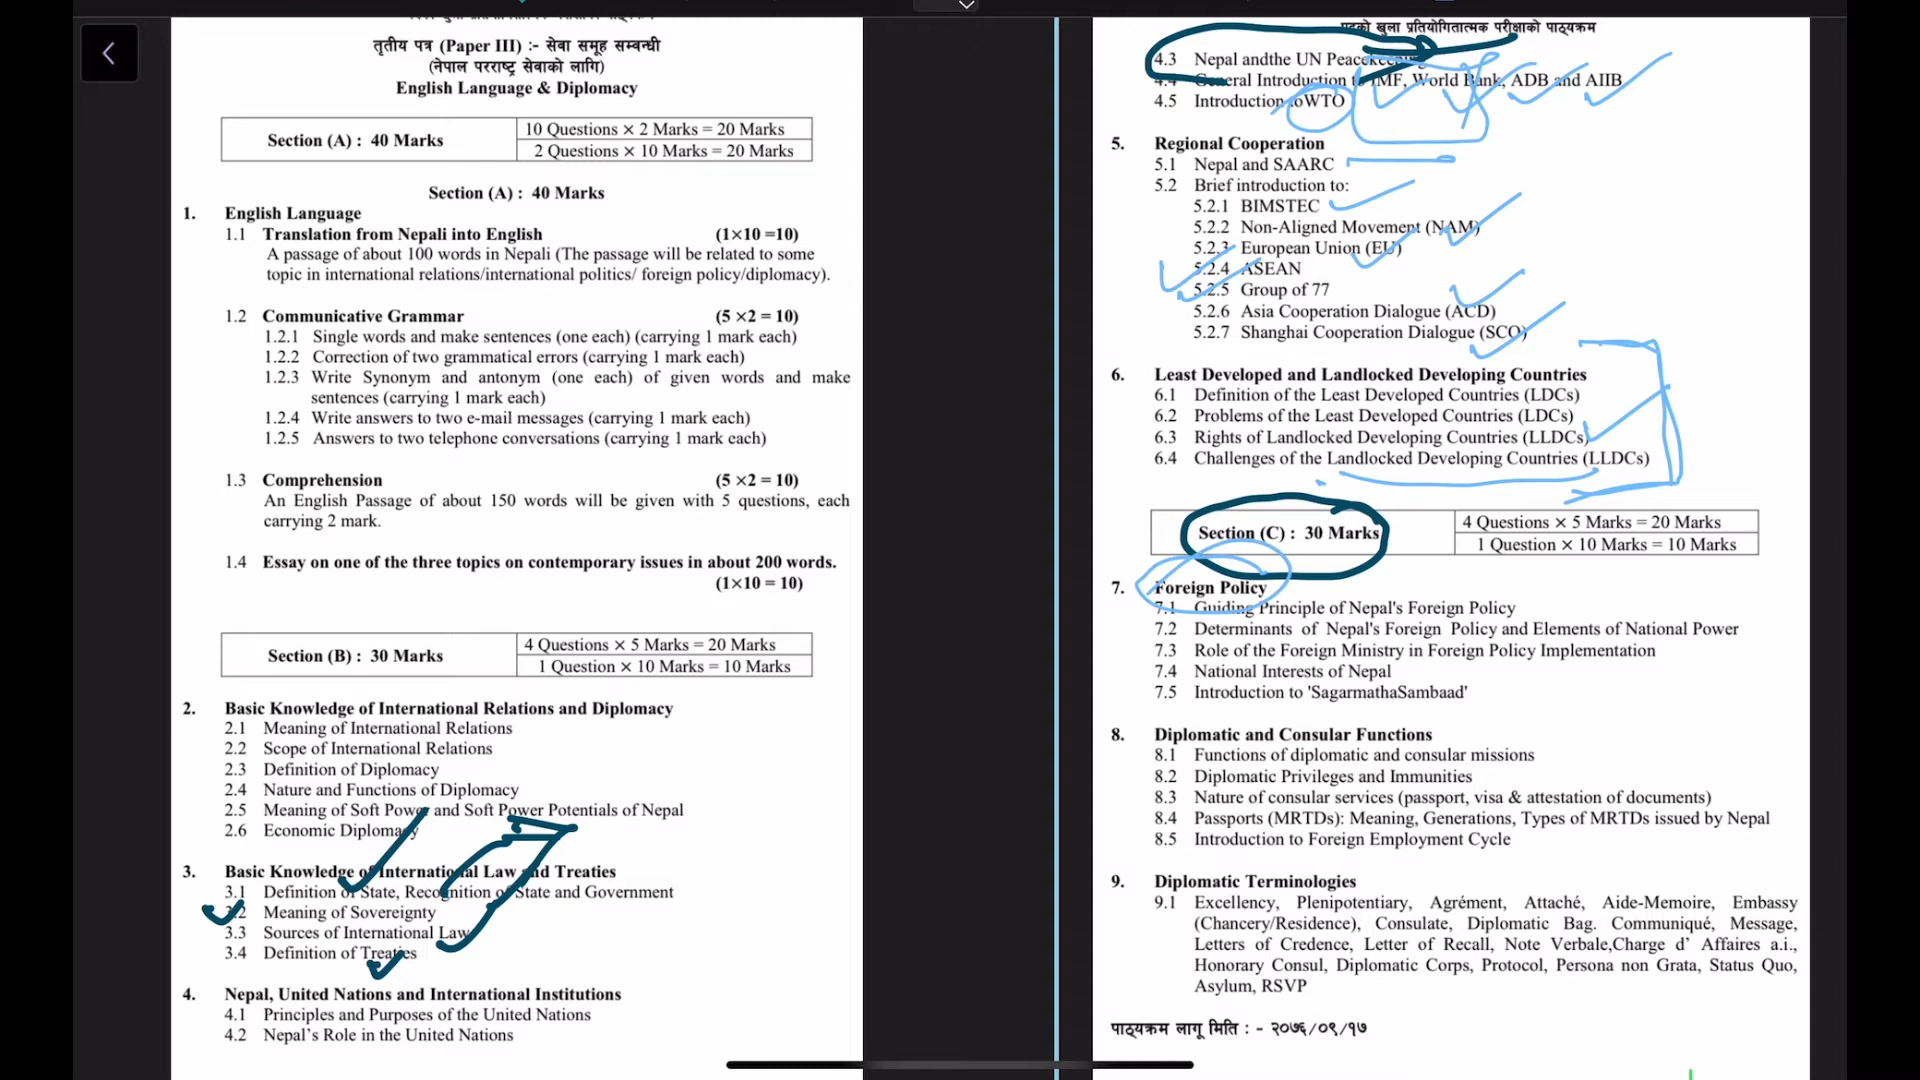 तृतीय पत्र (Paper III) :- सेवा समूह सम्बन्धी
(नेपाल परराष्ट्र सेवाको लागि)
English Language & Diplomacy
Section (A) : 40 Marks
10 Questions × 2 Marks = 20 Marks
2 Questions × 10 Marks = 20 Marks
Section (A) : 40 Marks
1. English Language
1.1 Translation from Nepali into English (1×10 =10)
A passage of about 100 words in Nepali (The passage will be related to some
topic in international relations/international politics/ foreign policy/diplomacy).
1.2 Communicative Grammar (5 ×2 = 10)
1.2.1 Single words and make sentences (one each) (carrying 1 mark each)
1.2.2 Correction of two grammatical errors (carrying 1 mark each)
1.2.3 Write Synonym and antonym (one each) of given words and make
sentences (carrying 1 mark each)
1.2.4 Write answers to two e-mail messages (carrying 1 mark each)
1.2.5 Answers to two telephone conversations (carrying 1 mark each)
1.3 Comprehension (5 ×2 = 10)
An English Passage of about 150 words will be given with 5 questions, each
carrying 2 mark.
1.4 Essay on one of the three topics on contemporary issues in about 200 words.
(1×10 = 10)
Section (B) : 30 Marks
4 Questions × 5 Marks = 20 Marks
1 Question × 10 Marks = 10 Marks
2. Basic Knowledge of International Relations and Diplomacy
2.1 Meaning of International Relations
2.2 Scope of International Relations
2.3 Definition of Diplomacy
2.4 Nature and Functions of Diplomacy
2.5 Meaning of Soft Power and Soft Power Potentials of Nepal
2.6 Economic Diplomacy
3. Basic Knowledge of International Law and Treaties
3.1 Definition of State, Recognition of State and Government
3.2 Meaning of Sovereignty
3.3 Sources of International Law
3.4 Definition of Treaties
4. Nepal, United Nations and International Institutions
4.1 Principles and Purposes of the United Nations
4.2 Nepal's Role in the United Nations
पदको खुला प्रतियोगितात्मक परीक्षाको पाठ्यक्रम
4.3 Nepal andthe UN Peacekeeping
4.4 General Introduction to IMF, World Bank, ADB and AIIB
4.5 Introduction toWTO
5. Regional Cooperation
5.1 Nepal and SAARC
5.2 Brief introduction to:
5.2.1 BIMSTEC
5.2.2 Non-Aligned Movement (NAM)
5.2.3 European Union (EU)
5.2.4 ASEAN
5.2.5 Group of 77
5.2.6 Asia Cooperation Dialogue (ACD)
5.2.7 Shanghai Cooperation Dialogue (SCO)
6. Least Developed and Landlocked Developing Countries
6.1 Definition of the Least Developed Countries (LDCs)
6.2 Problems of the Least Developed Countries (LDCs)
6.3 Rights of Landlocked Developing Countries (LLDCs)
6.4 Challenges of the Landlocked Developing Countries (LLDCs)
Section (C) : 30 Marks
4 Questions × 5 Marks = 20 Marks
1 Question × 10 Marks = 10 Marks
7. Foreign Policy
7.1 Guiding Principle of Nepal's Foreign Policy
7.2 Determinants of Nepal's Foreign Policy and Elements of National Power
7.3 Role of the Foreign Ministry in Foreign Policy Implementation
7.4 National Interests of Nepal
7.5 Introduction to 'SagarmathaSambaad'
8. Diplomatic and Consular Functions
8.1 Functions of diplomatic and consular missions
8.2 Diplomatic Privileges and Immunities
8.3 Nature of consular services (passport, visa & attestation of documents)
8.4 Passports (MRTDs): Meaning, Generations, Types of MRTDs issued by Nepal
8.5 Introduction to Foreign Employment Cycle
9. Diplomatic Terminologies
9.1 Excellency, Plenipotentiary, Agrément, Attaché, Aide-Memoire, Embassy
(Chancery/Residence), Consulate, Diplomatic Bag. Communiqué, Message,
Letters of Credence, Letter of Recall, Note Verbale,Charge d' Affaires a.i.,
Honorary Consul, Diplomatic Corps, Protocol, Persona non Grata, Status Quo,
Asylum, RSVP
पाठ्यक्रम लागू मिति : - २०७६/०९/१७